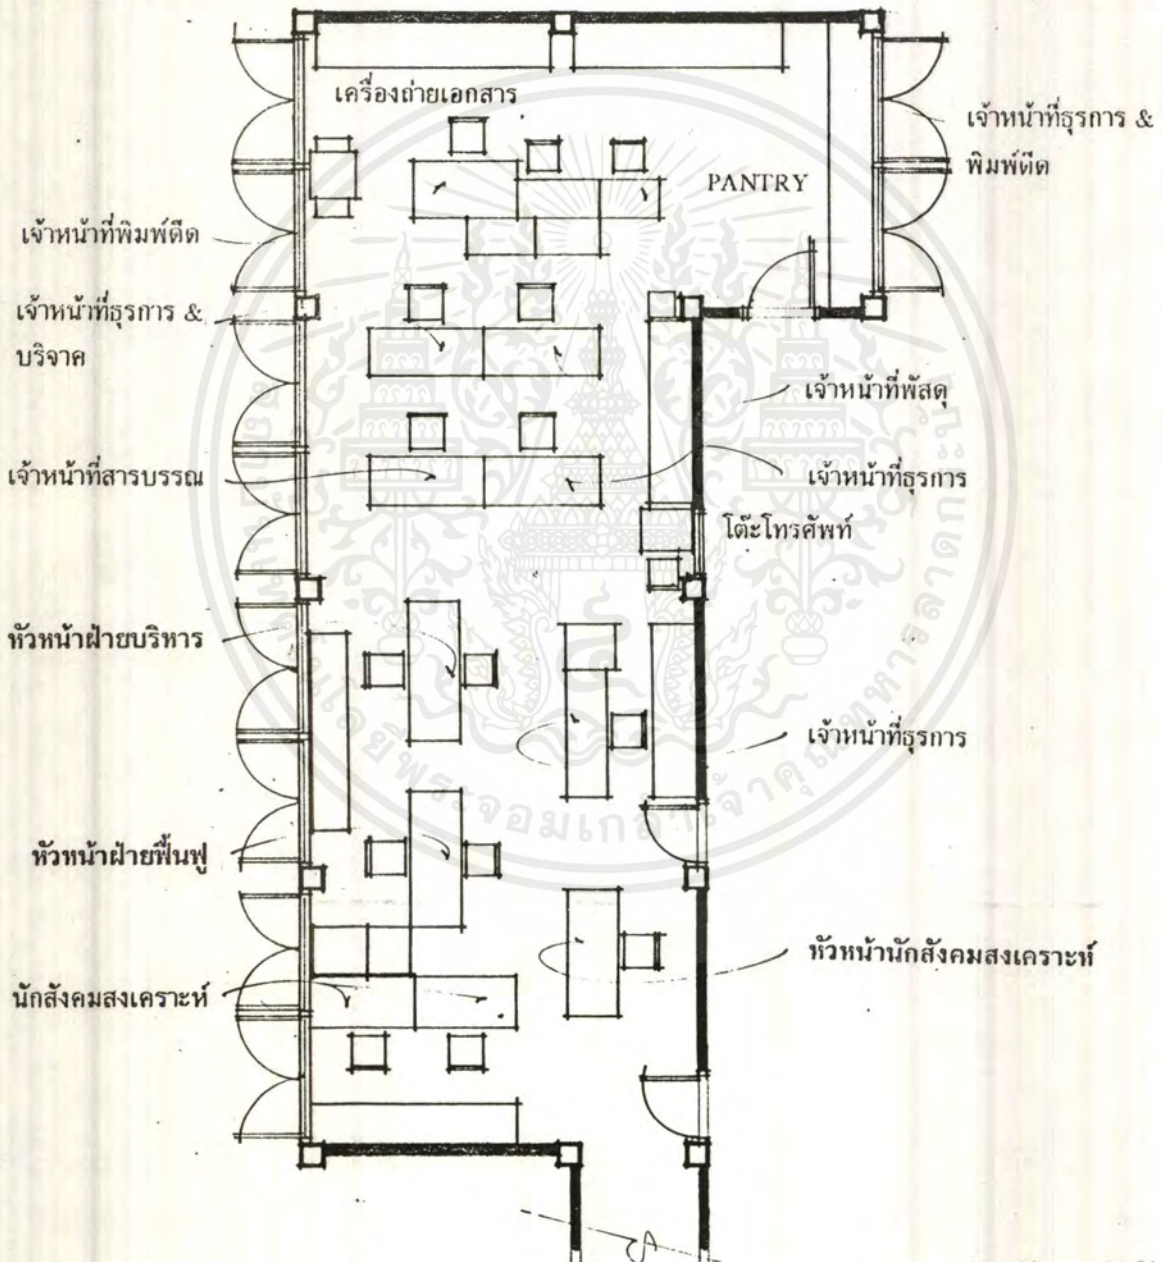 เครื่องถ่ายเอกสาร
เจ้าหน้าที่ธุรการ &
พิมพ์ดีด
PANTRY
เจ้าหน้าที่พิมพ์ดีด
เจ้าหน้าที่ธุรการ &
บริจาค
เจ้าหน้าที่พัสดุ
เจ้าหน้าที่สารบรรณ
เจ้าหน้าที่ธุรการ
โต๊ะโทรศัพท์
หัวหน้าฝ่ายบริหาร
เจ้าหน้าที่ธุรการ
หัวหน้าฝ่ายฟื้นฟู
หัวหน้านักสังคมสงเคราะห์
นักสังคมสงเคราะห์